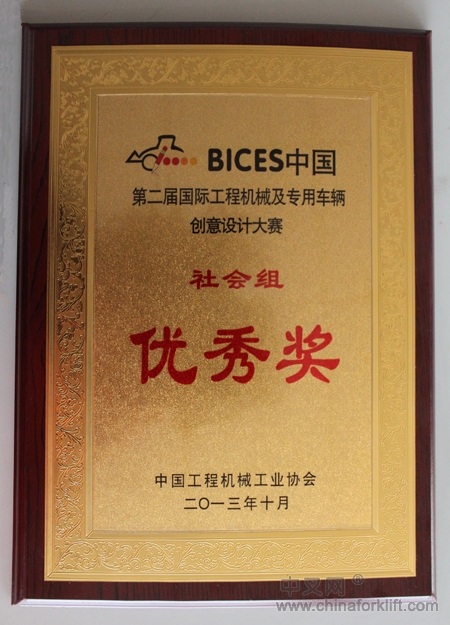 BICES中国
第二届国际工程机械及专用车辆
创意设计大赛
社会组
优秀奖
中国工程机械工业协会
二〇一三年十月
中叉网®
www.chinaforklift.com